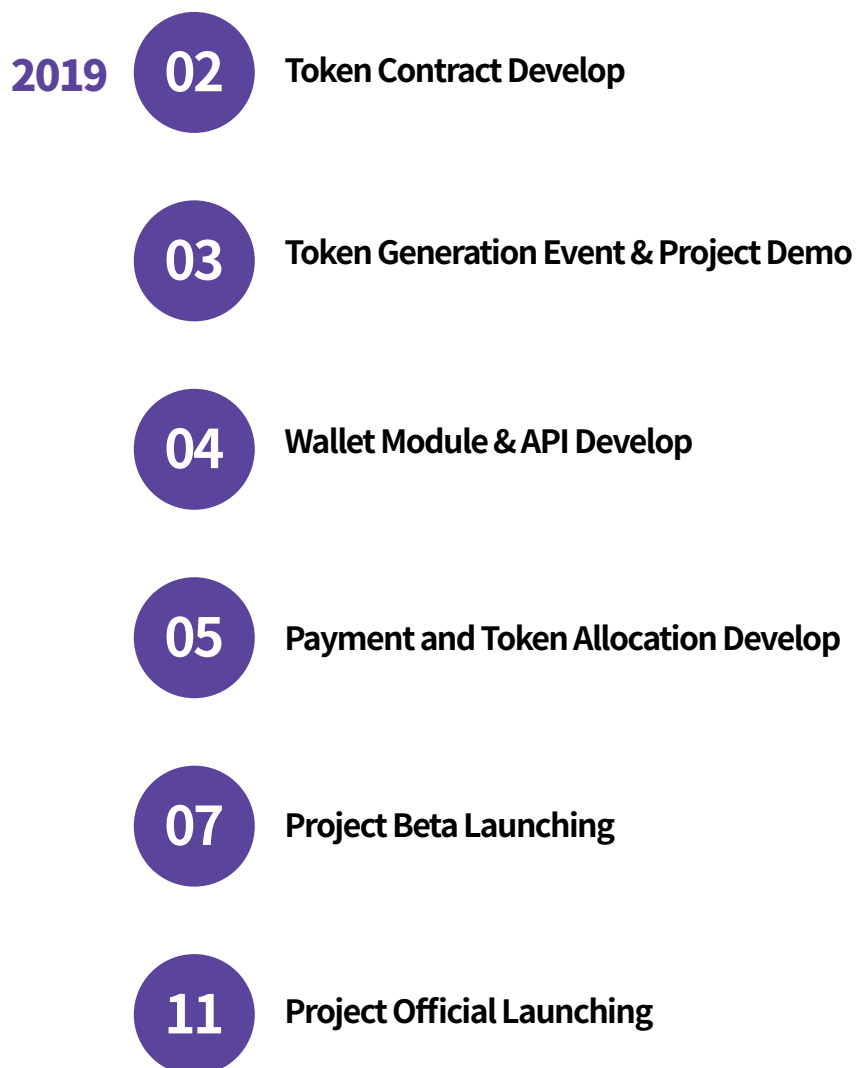 2019
02
Token Contract Develop
03
Token Generation Event & Project Demo
04
Wallet Module & API Develop
05
Payment and Token Allocation Develop
07
Project Beta Launching
11
Project Official Launching